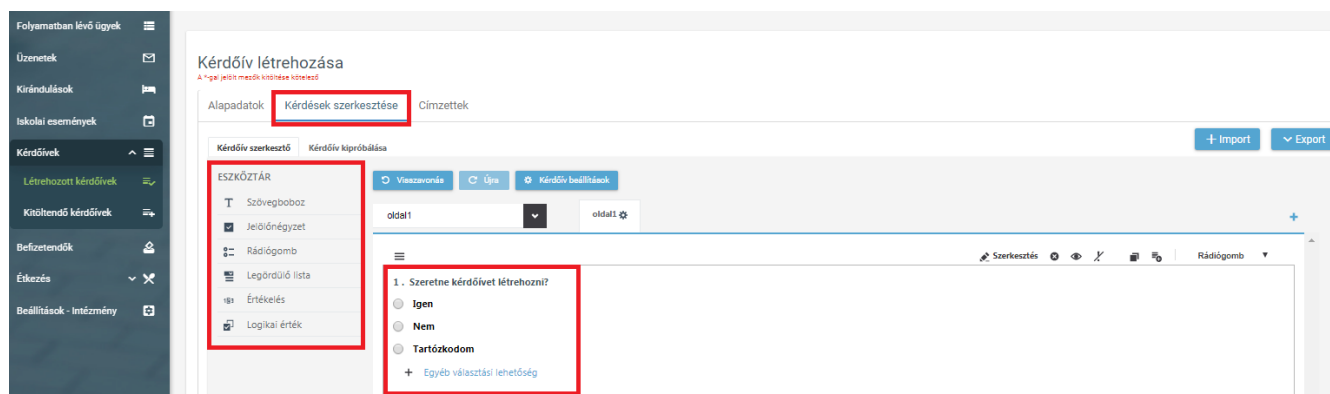 Folyamatban lévő ügyek
Üzenetek
Kirándulások
Iskolai események
Kérdőívek
Létrehozott kérdőívek
Kitöltendő kérdőívek
Befizetendők
Étkezés
Beállítások - Intézmény
Kérdőív létrehozása
A *-gal jelölt mezők kitöltése kötelező
Alapadatok Kérdések szerkesztése Címzettek
+ Import Export
Kérdőív szerkesztő Kérdőív kipróbálása
ESZKÖZTÁR
Szövegboboz
Jelölőnégyzet
Rádiógomb
Legördülő lista
Értékelés
Logikai érték
Visszavonás Újra Kérdőív beállítások
oldal1 oldal1 +
Szerkesztés Rádiógomb
1 . Szeretne kérdőívet létrehozni?
Igen
Nem
Tartózkodom
+ Egyéb választási lehetőség